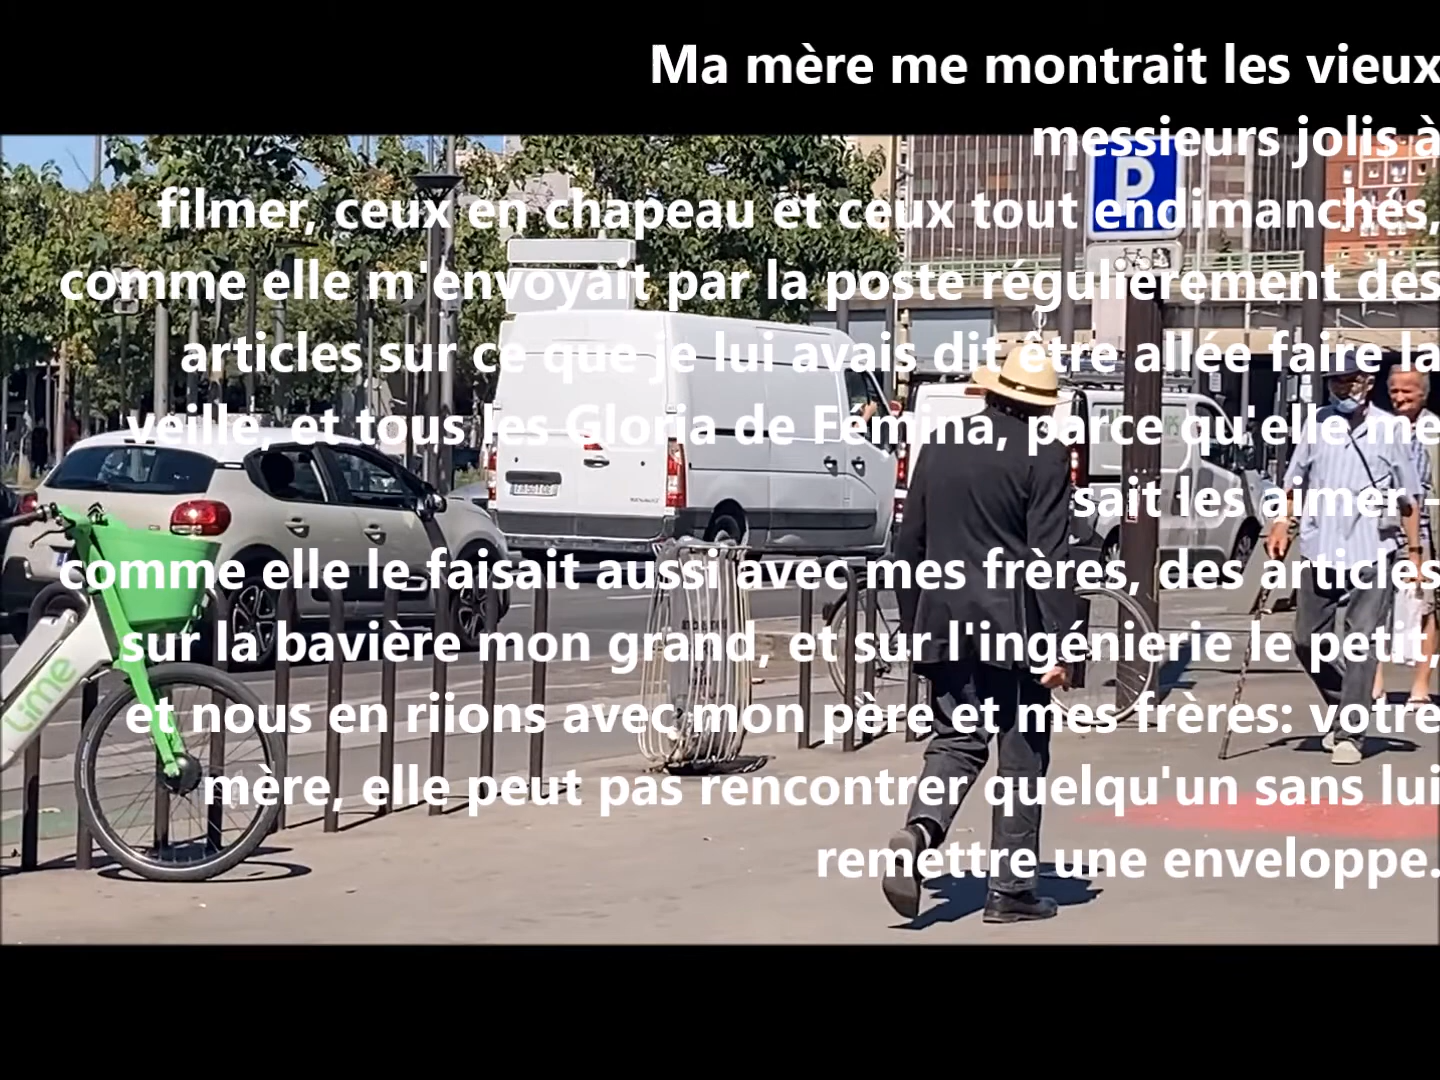 Ma mère me montrait les vieux
messieurs jolis à
filmer, ceux en chapeau et ceux tout endimanchés,
comme elle m'envoyait par la poste régulièrement des
articles sur ce que je lui avais dit être allée faire la
veille, et tous les Gloria de Fémina, parce qu'elle me
sait les aimer -
comme elle le faisait aussi avec mes frères, des articles
sur la bavière mon grand, et sur l'ingénierie le petit,
et nous en riions avec mon père et mes frères: votre
mère, elle peut pas rencontrer quelqu'un sans lui
remettre une enveloppe.
P
Lime